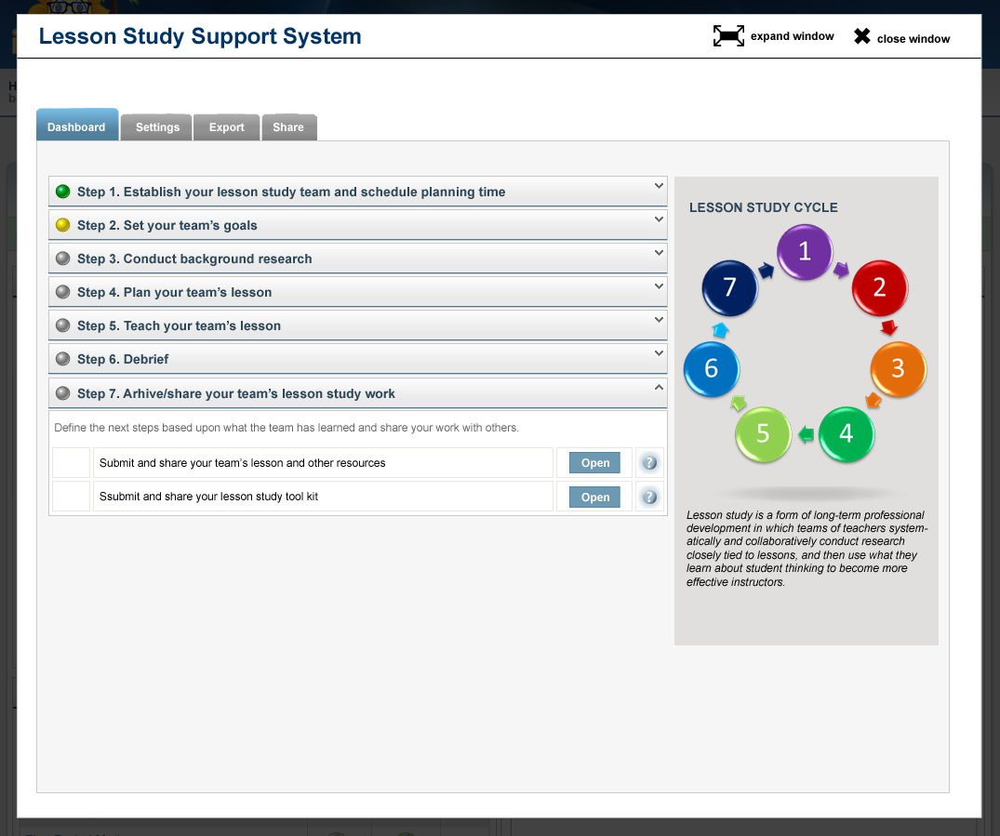 Lesson Study Support System
expand window
close window
Dashboard
Settings
Export
Share
Step 1. Establish your lesson study team and schedule planning time
Step 2. Set your team’s goals
Step 3. Conduct background research
Step 4. Plan your team’s lesson
Step 5. Teach your team’s lesson
Step 6. Debrief
Step 7. Arhive/share your team’s lesson study work
Define the next steps based upon what the team has learned and share your work with others.
Submit and share your team’s lesson and other resources
Open
?
Ssubmit and share your lesson study tool kit
Open
?
LESSON STUDY CYCLE
1
2
3
4
5
6
7
Lesson study is a form of long-term professional
development in which teams of teachers system-
atically and collaboratively conduct research
closely tied to lessons, and then use what they
learn about student thinking to become more
effective instructors.